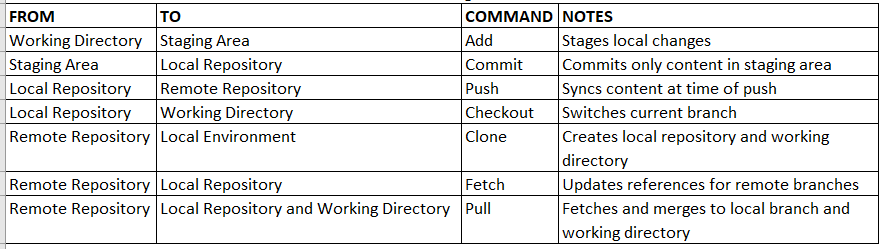 FROM TO COMMAND NOTES
Working Directory Staging Area Add Stages local changes
Staging Area Local Repository Commit Commits only content in staging area
Local Repository Remote Repository Push Syncs content at time of push
Local Repository Working Directory Checkout Switches current branch
Remote Repository Local Environment Clone Creates local repository and working
directory
Remote Repository Local Repository Fetch Updates references for remote branches
Remote Repository Local Repository and Working Directory Pull Fetches and merges to local branch and
working directory